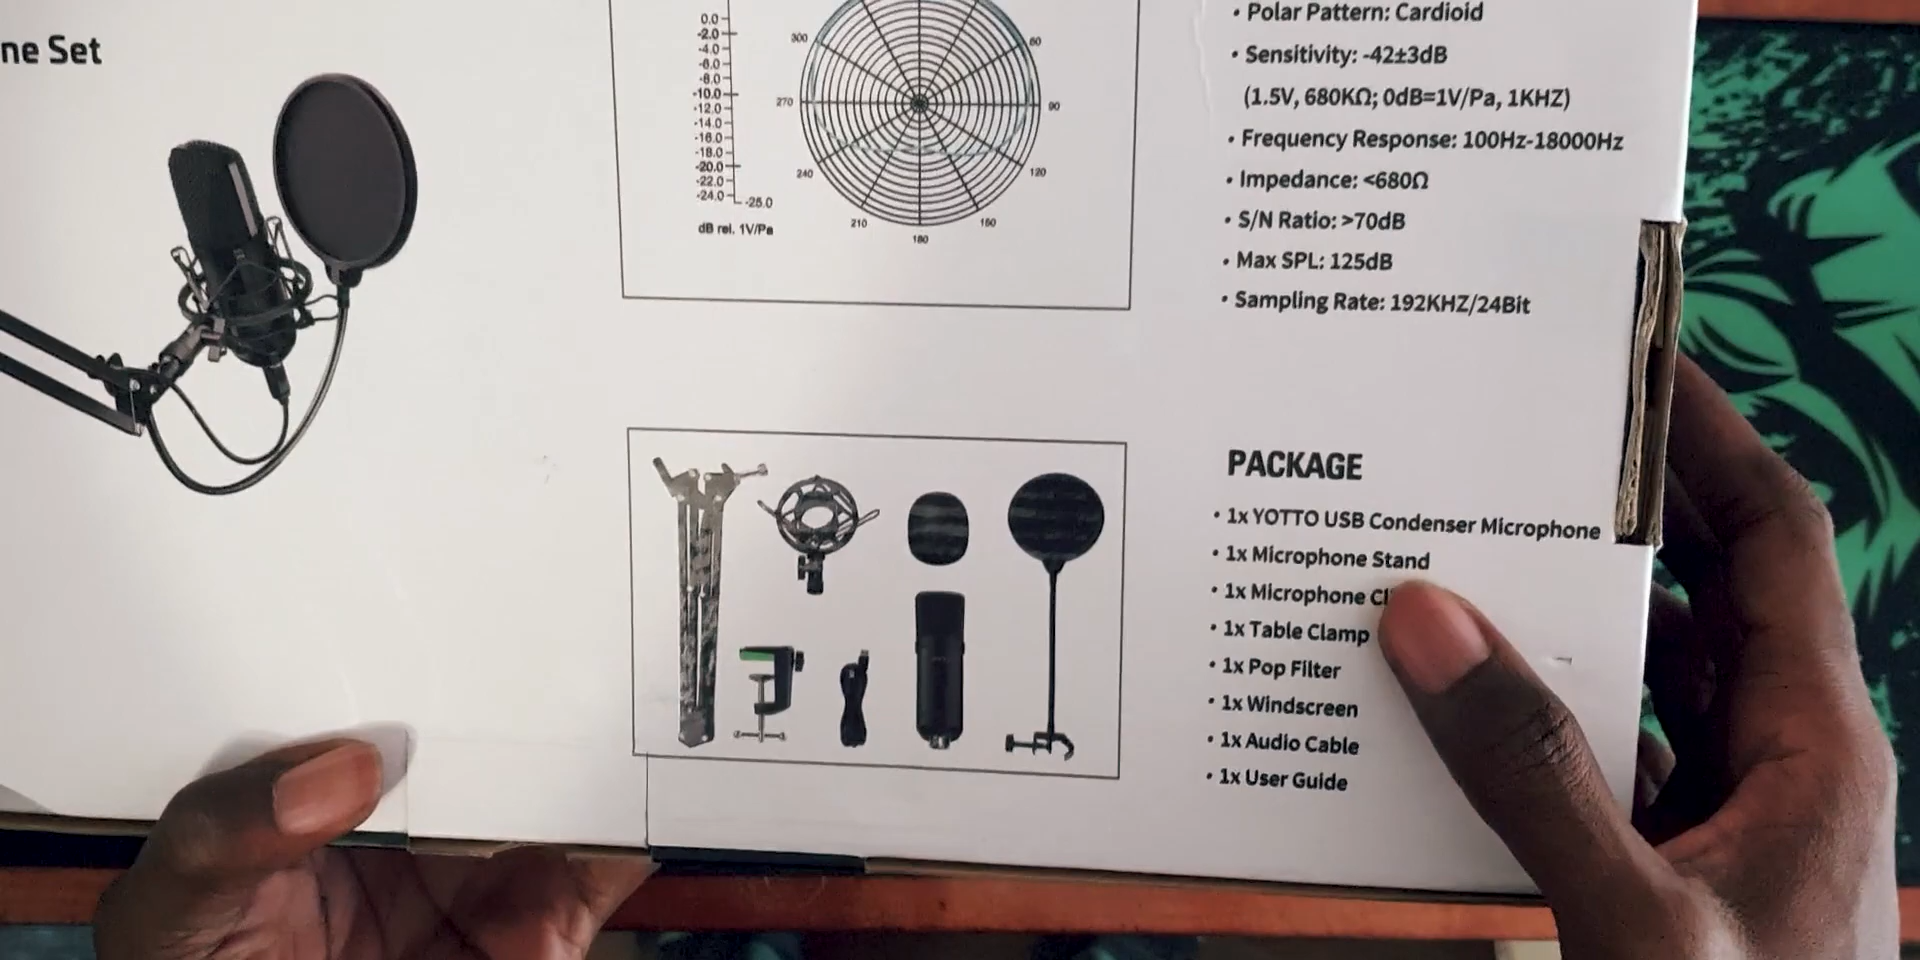 ne Set
0.0
-2.0
-4.0
-6.0
-8.0
-10.0
-12.0
-14.0
-16.0
-18.0
-20.0
-22.0
-24.0
-25.0
dB rel. 1V/Pa
300
270
240
210
180
150
120
90
60
• Polar Pattern: Cardioid
• Sensitivity: -42±3dB
(1.5V, 680KΩ; 0dB=1V/Pa, 1KHZ)
• Frequency Response: 100Hz-18000Hz
• Impedance: <680Ω
• S/N Ratio: >70dB
• Max SPL: 125dB
• Sampling Rate: 192KHZ/24Bit
PACKAGE
• 1x YOTTO USB Condenser Microphone
• 1x Microphone Stand
• 1x Microphone Cl
• 1x Table Clamp
• 1x Pop Filter
• 1x Windscreen
• 1x Audio Cable
• 1x User Guide